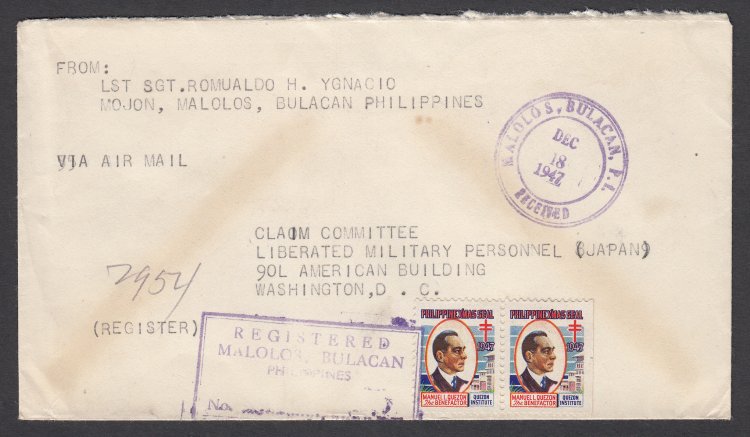 FROM:
LST SGT.ROMUALDO H. YGNACIO
MOJON, MALOLOS, BULACAN PHILIPPINES
MALOLOS, BULACAN, P.I.
DEC
18
1947
RECEIVED
VIA AIR MAIL
CLAIM COMMITTEE
LIBERATED MILITARY PERSONNEL (JAPAN)
90L AMERICAN BUILDING
WASHINGTON,D . C.
7954
(REGISTER)
REGISTERED
MALOLOS, BULACAN
PHILIPPINES
No.
PHILIPPINE XMAS SEAL
1947
MANUEL L. QUEZON
The BENEFACTOR
QUEZON
INSTITUTE
PHILIPPINE XMAS SEAL
1947
MANUEL L. QUEZON
The BENEFACTOR
QUEZON
INSTITUTE